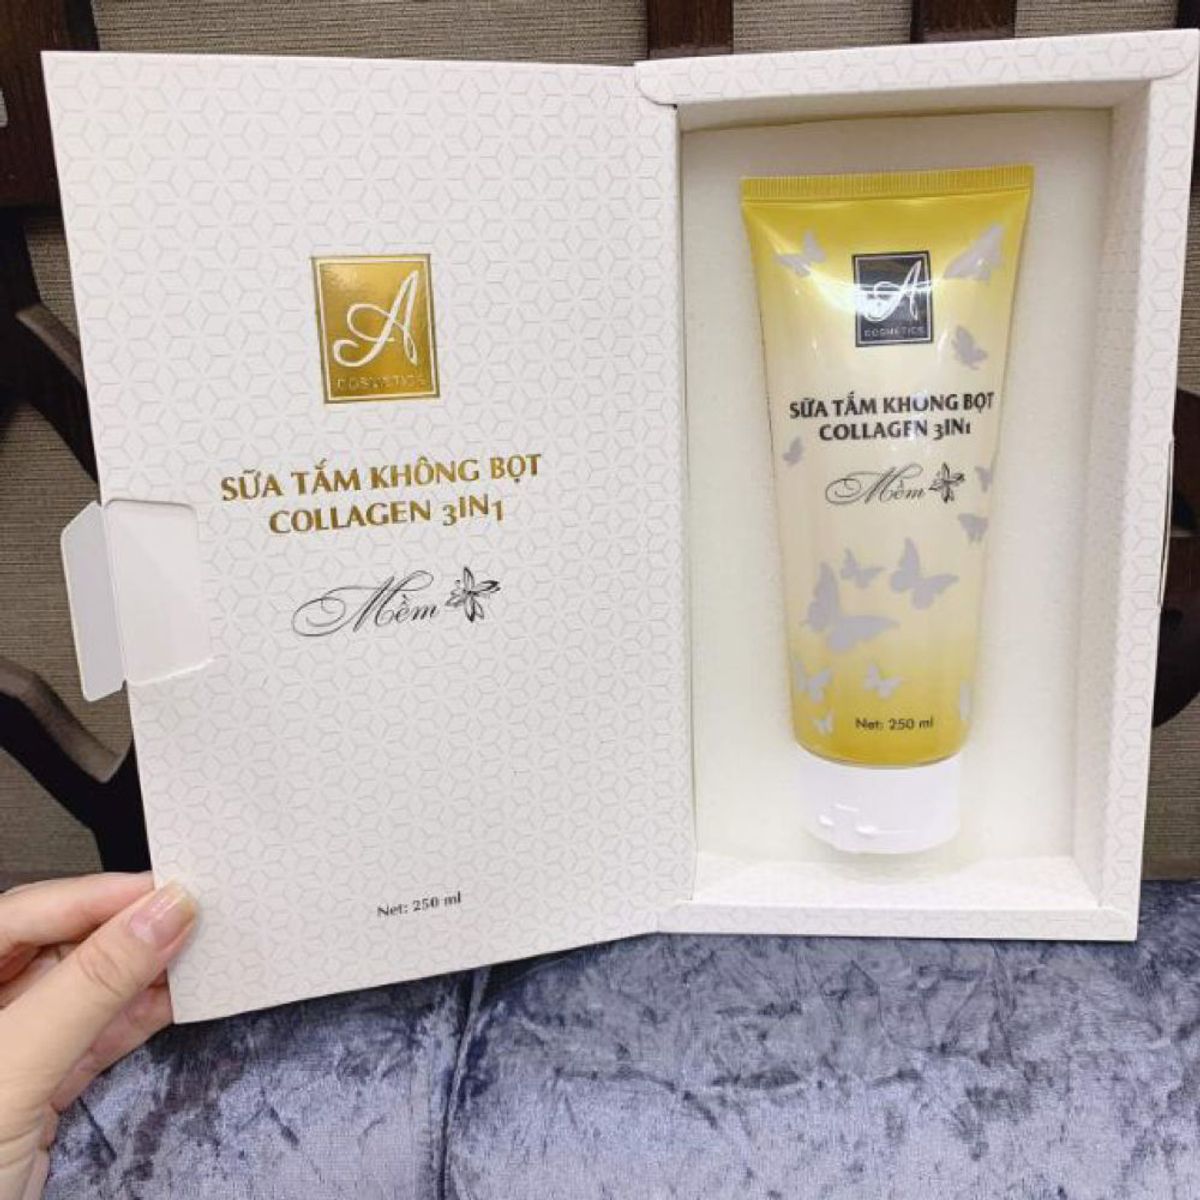 A
COSMETICS
SỮA TẮM KHÔNG BỌT
COLLAGEN 3IN1
Mềm
Net: 250 ml
A
COSMETICS
SỮA TẮM KHÔNG BỌT
COLLAGEN 3IN1
Mềm
Net: 250 ml